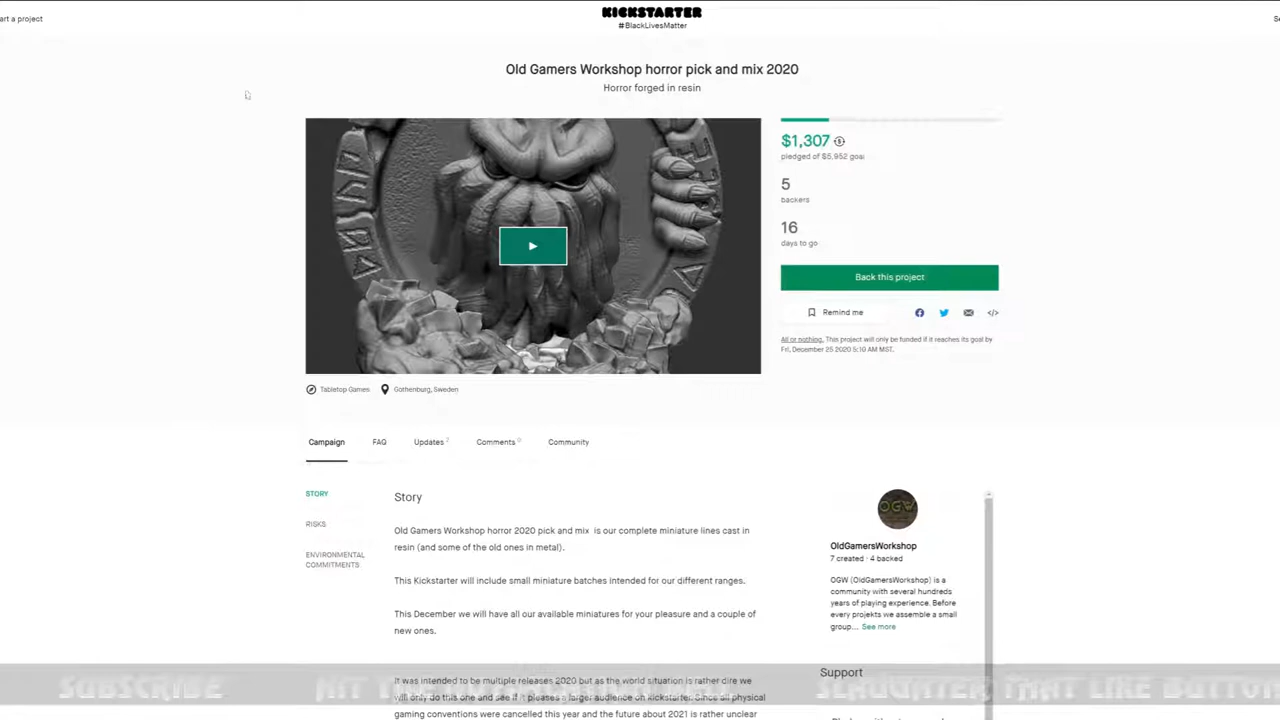 art a project
KICKSTARTER
#BlackLivesMatter
Se
Old Gamers Workshop horror pick and mix 2020
Horror forged in resin
$1,307
pledged of $5,952 goal
5
backers
16
days to go
Back this project
Remind me
All or nothing. This project will only be funded if it reaches its goal by
Fri, December 25 2020 5:10 AM MST.
Tabletop Games
Gothenburg, Sweden
Campaign
FAQ
Updates 2
Comments 0
Community
STORY
RISKS
ENVIRONMENTAL
COMMITMENTS
Story
Old Gamers Workshop horror 2020 pick and mix is our complete miniature lines cast in
resin (and some of the old ones in metal).
This Kickstarter will include small miniature batches intended for our different ranges.
This December we will have all our available miniatures for your pleasure and a couple of
new ones.
It was intended to be multiple releases 2020 but as the world situation is rather dire we
will only do this one and see if it pleases a larger audience on kickstarter. Since all physical
gaming conventions were cancelled this year and the future about 2021 is rather unclear
OGW
OldGamersWorkshop
7 created · 4 backed
OGW (OldGamersWorkshop) is a
community with several hundreds
years of playing experience. Before
every projekts we assemble a small
group... See more
Support
SUBSCRIBE
HIT
SLAUGHTER THAT LIKE BUTTON